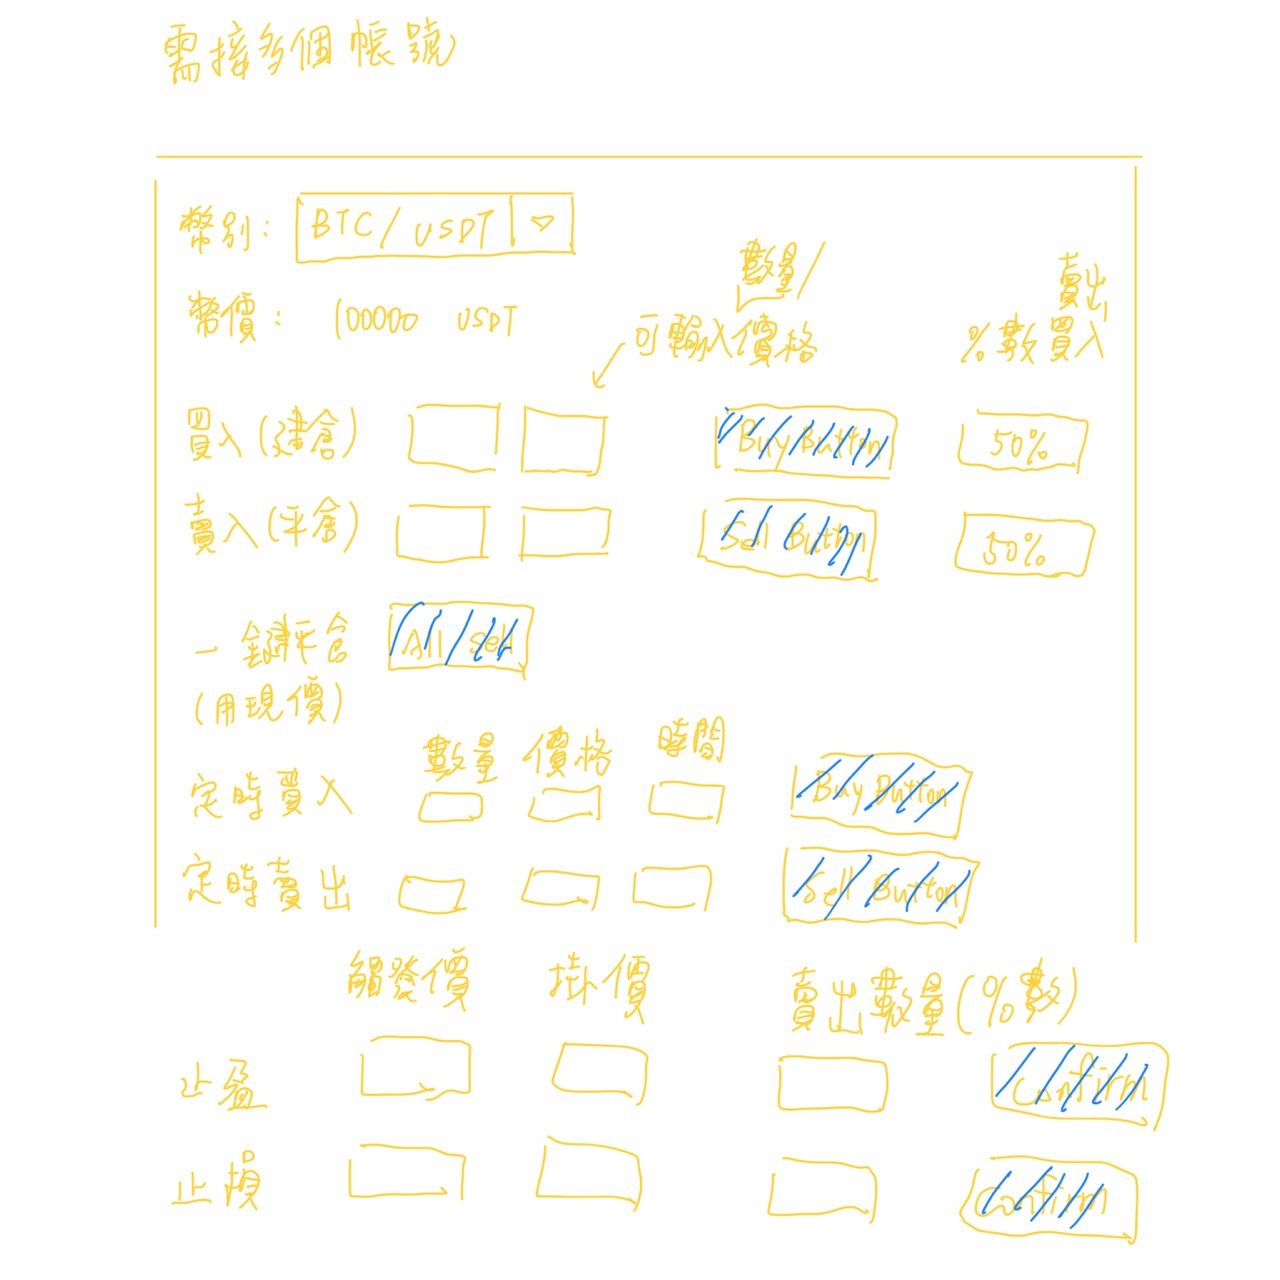 需接多個帳號
幣別: BTC/USDT
幣價: 100000 USDT
數量/
可輸入價格
賣出
%數買入
買入(建倉) Buy Button 50%
賣入(平倉) Sell Button 50%
一鍵平倉 All sell
(用現價)
數量 價格 時間
定時買入 Buy Button
定時賣出 Sell Button
觸發價 掛價 賣出數量(%數)
止盈 Confirm
止損 Confirm